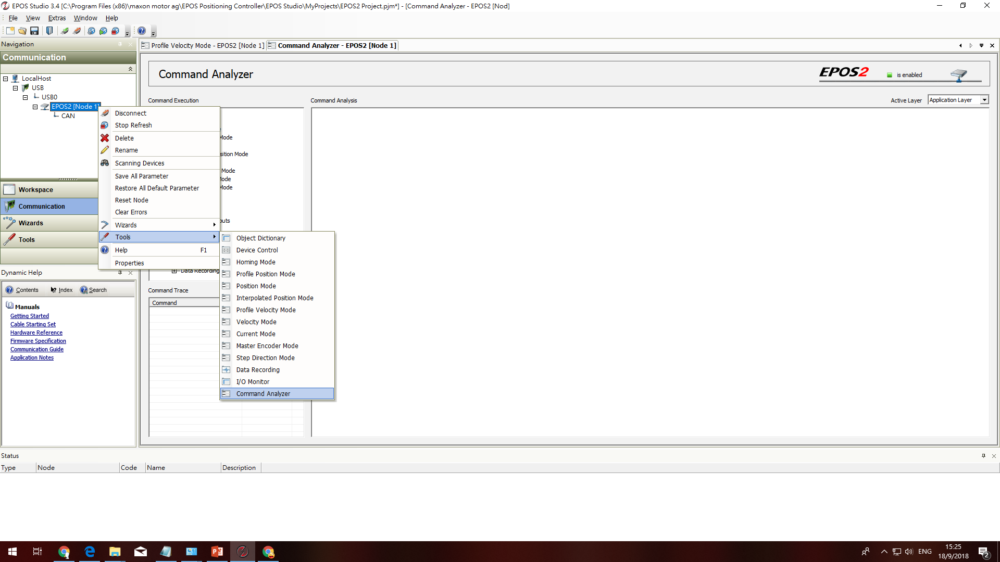 EPOS Studio 3.4 [C:\Program Files (x86)\maxon motor ag\EPOS Positioning Controller\EPOS Studio\MyProjects\EPOS2 Project.pjm*] - [Command Analyzer - EPOS2 [Nod]
File View Extras Window Help
Navigation
Profile Velocity Mode - EPOS2 [Node 1] Command Analyzer - EPOS2 [Node 1]
Communication
LocalHost
USB
USB0
EPOS2 [Node 1]
CAN
Workspace
Communication
Wizards
Tools
Disconnect
Stop Refresh
Delete
Rename
Scanning Devices
Save All Parameter
Restore All Default Parameter
Reset Node
Clear Errors
Wizards
Tools
Help F1
Properties
Object Dictionary
Device Control
Homing Mode
Profile Position Mode
Position Mode
Interpolated Position Mode
Profile Velocity Mode
Velocity Mode
Current Mode
Master Encoder Mode
Step Direction Mode
Data Recording
I/O Monitor
Command Analyzer
Command Analyzer
EPOS2 is enabled
Command Execution
Command Analysis
Active Layer Application Layer
Mode
sition Mode
Mode
Mode
Mode
puts
Data Recording
Command Trace
Command
Dynamic Help
Contents Index Search
Manuals
Getting Started
Cable Starting Set
Hardware Reference
Firmware Specification
Communication Guide
Application Notes
Status
Type Node Code Name Description
ENG
15:25
18/9/2018
2